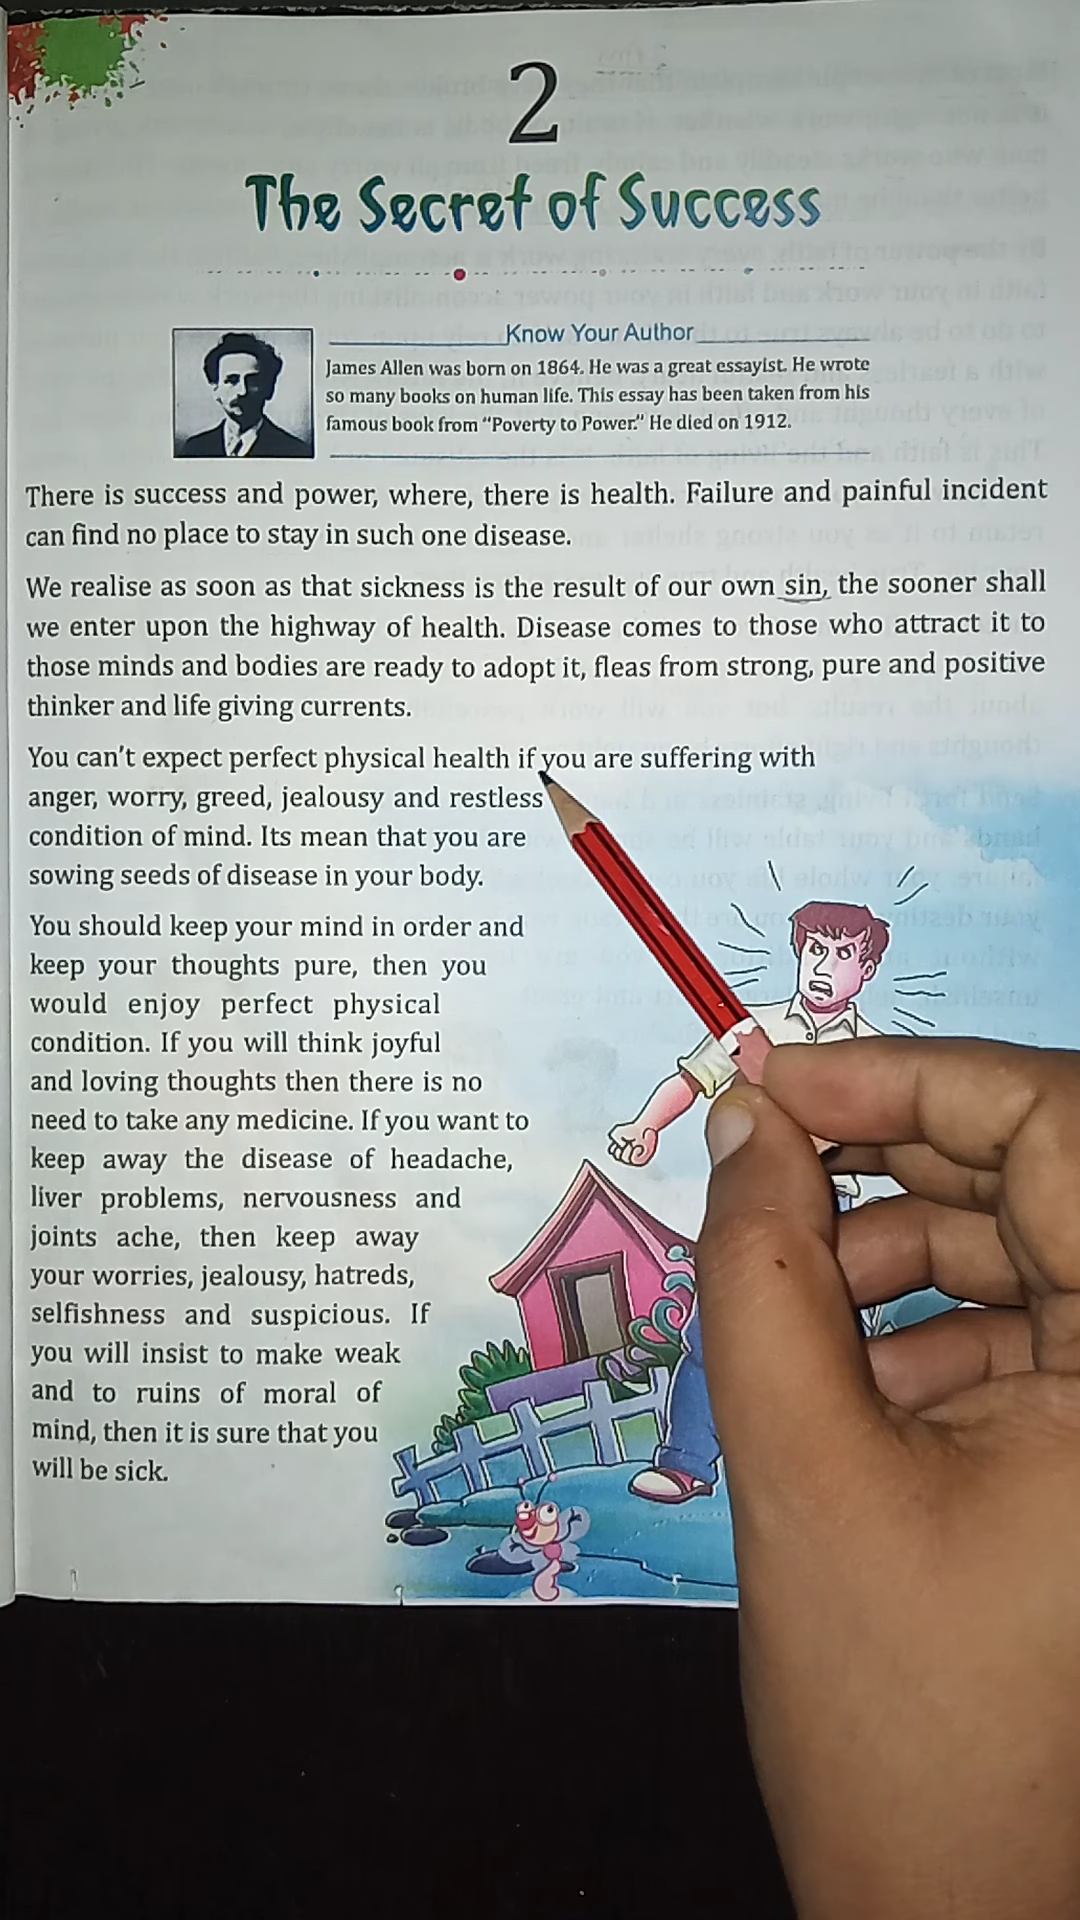 2
The Secret of Success
Know Your Author
James Allen was born on 1864. He was a great essayist. He wrote
so many books on human life. This essay has been taken from his
famous book from “Poverty to Power.” He died on 1912.
There is success and power, where, there is health. Failure and painful incident
can find no place to stay in such one disease.
We realise as soon as that sickness is the result of our own sin, the sooner shall
we enter upon the highway of health. Disease comes to those who attract it to
those minds and bodies are ready to adopt it, fleas from strong, pure and positive
thinker and life giving currents.
You can’t expect perfect physical health if you are suffering with
anger, worry, greed, jealousy and restless
condition of mind. Its mean that you are
sowing seeds of disease in your body.
You should keep your mind in order and
keep your thoughts pure, then you
would enjoy perfect physical
condition. If you will think joyful
and loving thoughts then there is no
need to take any medicine. If you want to
keep away the disease of headache,
liver problems, nervousness and
joints ache, then keep away
your worries, jealousy, hatreds,
selfishness and suspicious. If
you will insist to make weak
and to ruins of moral of
mind, then it is sure that you
will be sick.